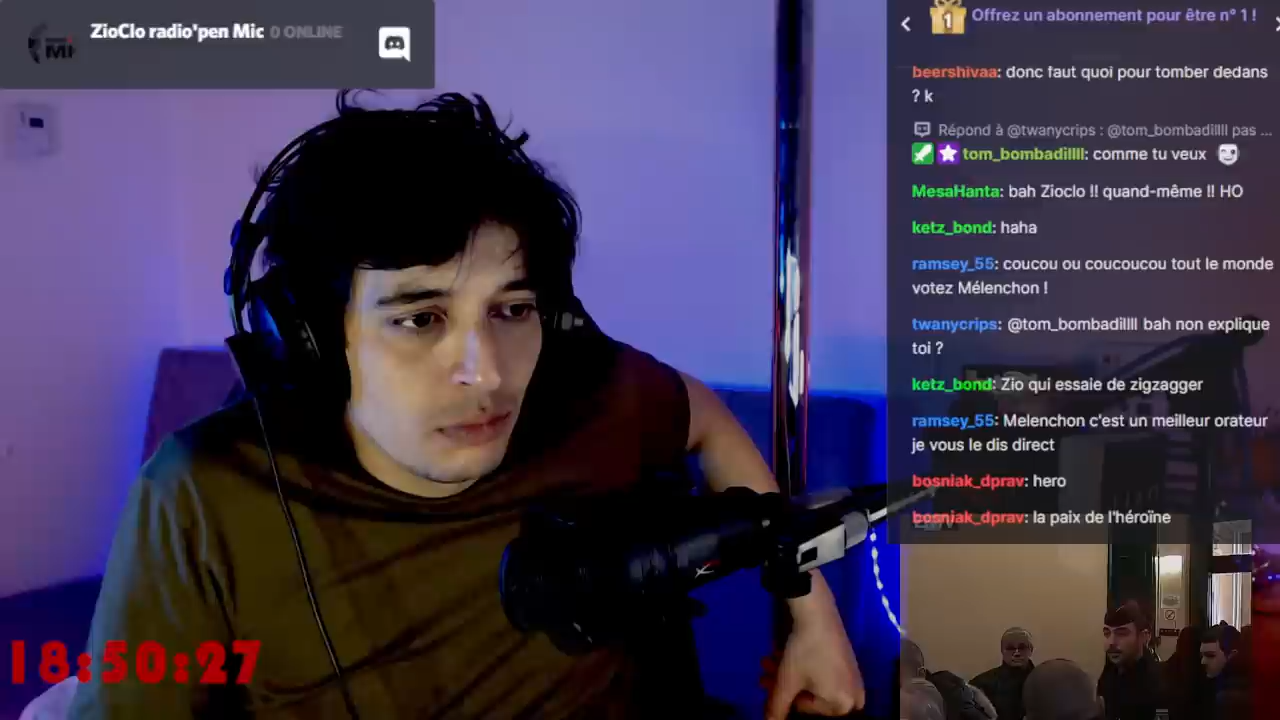 ZioClo radio'pen Mic 0 ONLINE
Offrez un abonnement pour être n° 1 !
1
beershivaa: donc faut quoi pour tomber dedans
? k
Répond à @twanycrips : @tom_bombadillll pas ...
tom_bombadillll: comme tu veux
MesaHanta: bah Zioclo !! quand-même !! HO
ketz_bond: haha
ramsey_55: coucou ou coucoucou tout le monde
votez Mélenchon !
twanycrips: @tom_bombadillll bah non explique
toi ?
ketz_bond: Zio qui essaie de zigzagger
ramsey_55: Melenchon c'est un meilleur orateur
je vous le dis direct
bosniak_dprav: hero
bosniak_dprav: la paix de l'héroïne
18:50:27